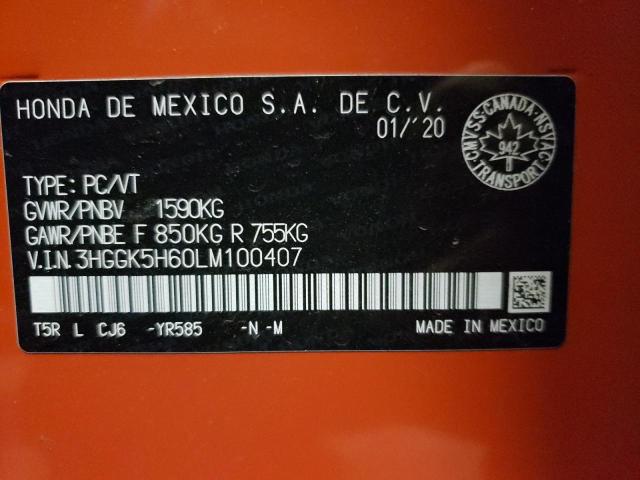 HONDA DE MEXICO S.A. DE C.V.
01/'20
CMVSS-CANADA-NSVAC
942
TRANSPORT
TYPE: PC/VT
GVWR/PNBV 1590KG
GAWR/PNBE F 850KG R 755KG
V.I.N. 3HGGK5H60LM100407
T5R L CJ6 -YR585 -N -M
MADE IN MEXICO